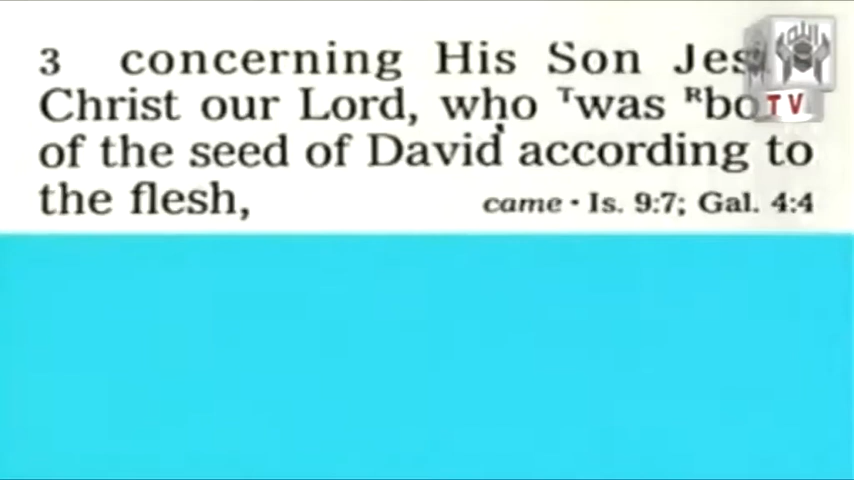 3 concerning His Son Jes
Christ our Lord, who ᵀwas ᴿbo
of the seed of David according to
the flesh,
came • Is. 9:7; Gal. 4:4
TV